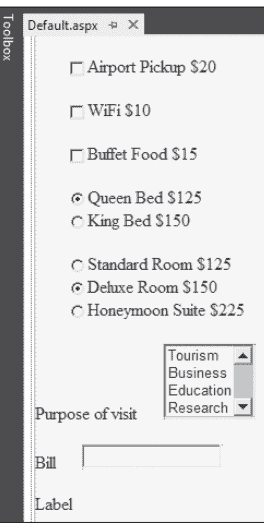 Default.aspx
Toolbox
Airport Pickup $20
WiFi $10
Buffet Food $15
Queen Bed $125
King Bed $150
Standard Room $125
Deluxe Room $150
Honeymoon Suite $225
Tourism
Business
Education
Research
Purpose of visit
Bill
Label